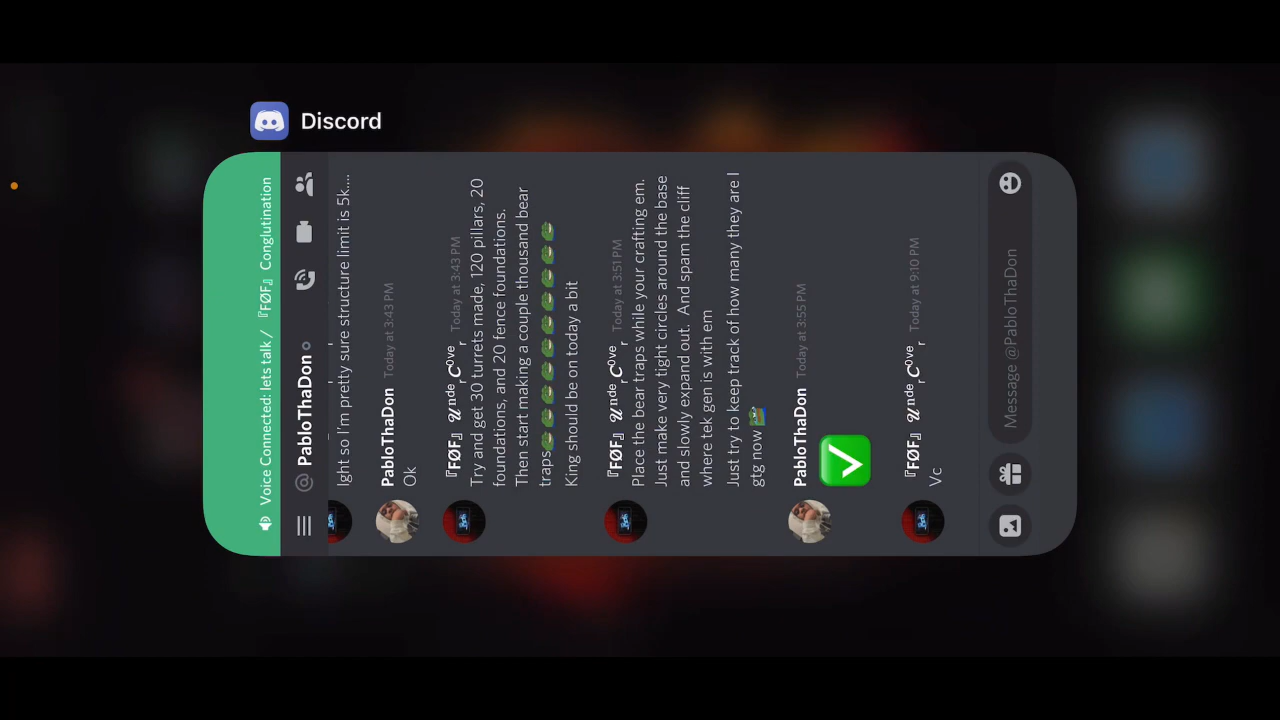 Discord
Voice Connected: lets talk / 『FØF』 Conglutination
@ PabloThaDon
Ight so I'm pretty sure structure limit is 5k....
PabloThaDon Today at 3:43 PM
Ok
『FØF』 𝓤ⁿᵈᵉᵣ𝓒ᵒᵛᵉᵣ Today at 3:43 PM
Try and get 30 turrets made, 120 pillars, 20
foundations, and 20 fence foundations.
Then start making a couple thousand bear
traps
King should be on today a bit
『FØF』 𝓤ⁿᵈᵉᵣ𝓒ᵒᵛᵉᵣ Today at 3:51 PM
Place the bear traps while your crafting em.
Just make very tight circles around the base
and slowly expand out. And spam the cliff
where tek gen is with em
Just try to keep track of how many they are I
gtg now
PabloThaDon Today at 3:55 PM
『FØF』 𝓤ⁿᵈᵉᵣ𝓒ᵒᵛᵉᵣ Today at 9:10 PM
Vc
Message @PabloThaDon